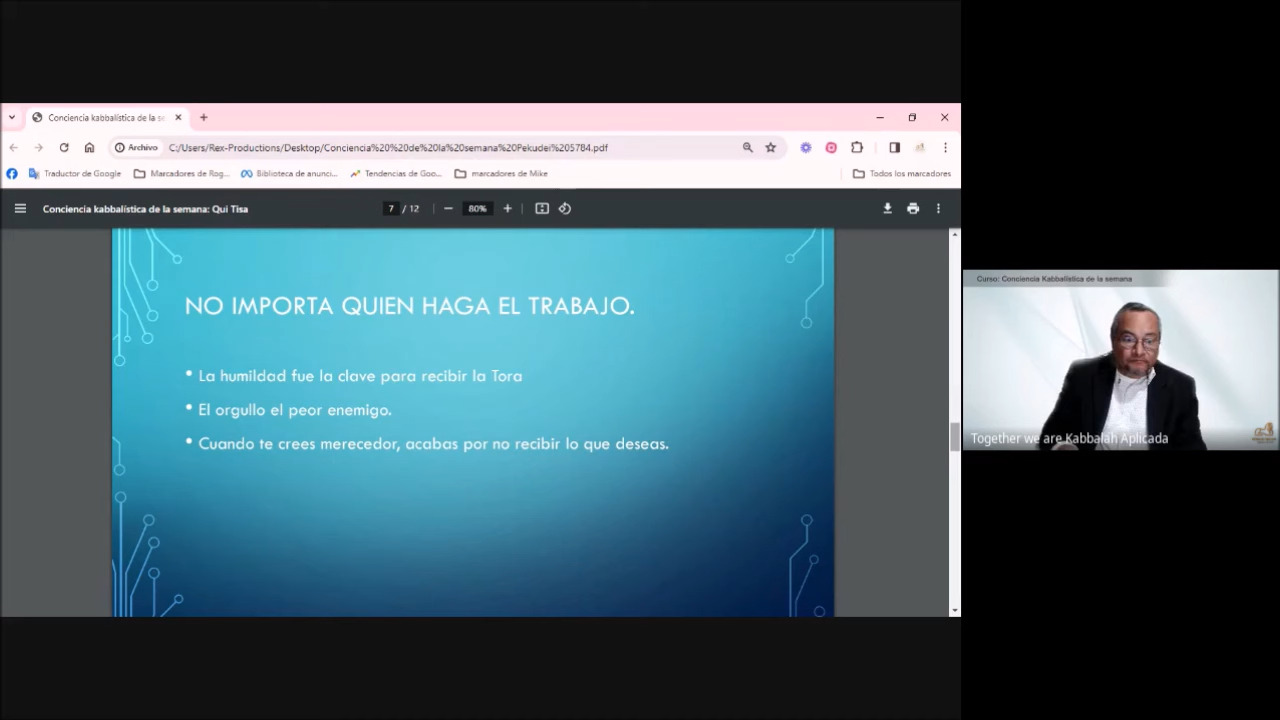 Conciencia kabbalística de la se
Archivo
C:/Users/Rex-Productions/Desktop/Conciencia%20%20de%20la%20semana%20Pekudei%205784.pdf
Traductor de Google
Marcadores de Rog...
Biblioteca de anunci...
Tendencias de Goo...
marcadores de Mike
Todos los marcadores
Conciencia kabbalística de la semana: Qui Tisa
7 / 12
80%
NO IMPORTA QUIEN HAGA EL TRABAJO.
• La humildad fue la clave para recibir la Tora
• El orgullo el peor enemigo.
• Cuando te crees merecedor, acabas por no recibir lo que deseas.
Curso: Conciencia Kabbalística de la semana
Together we are Kabbalah Aplicada